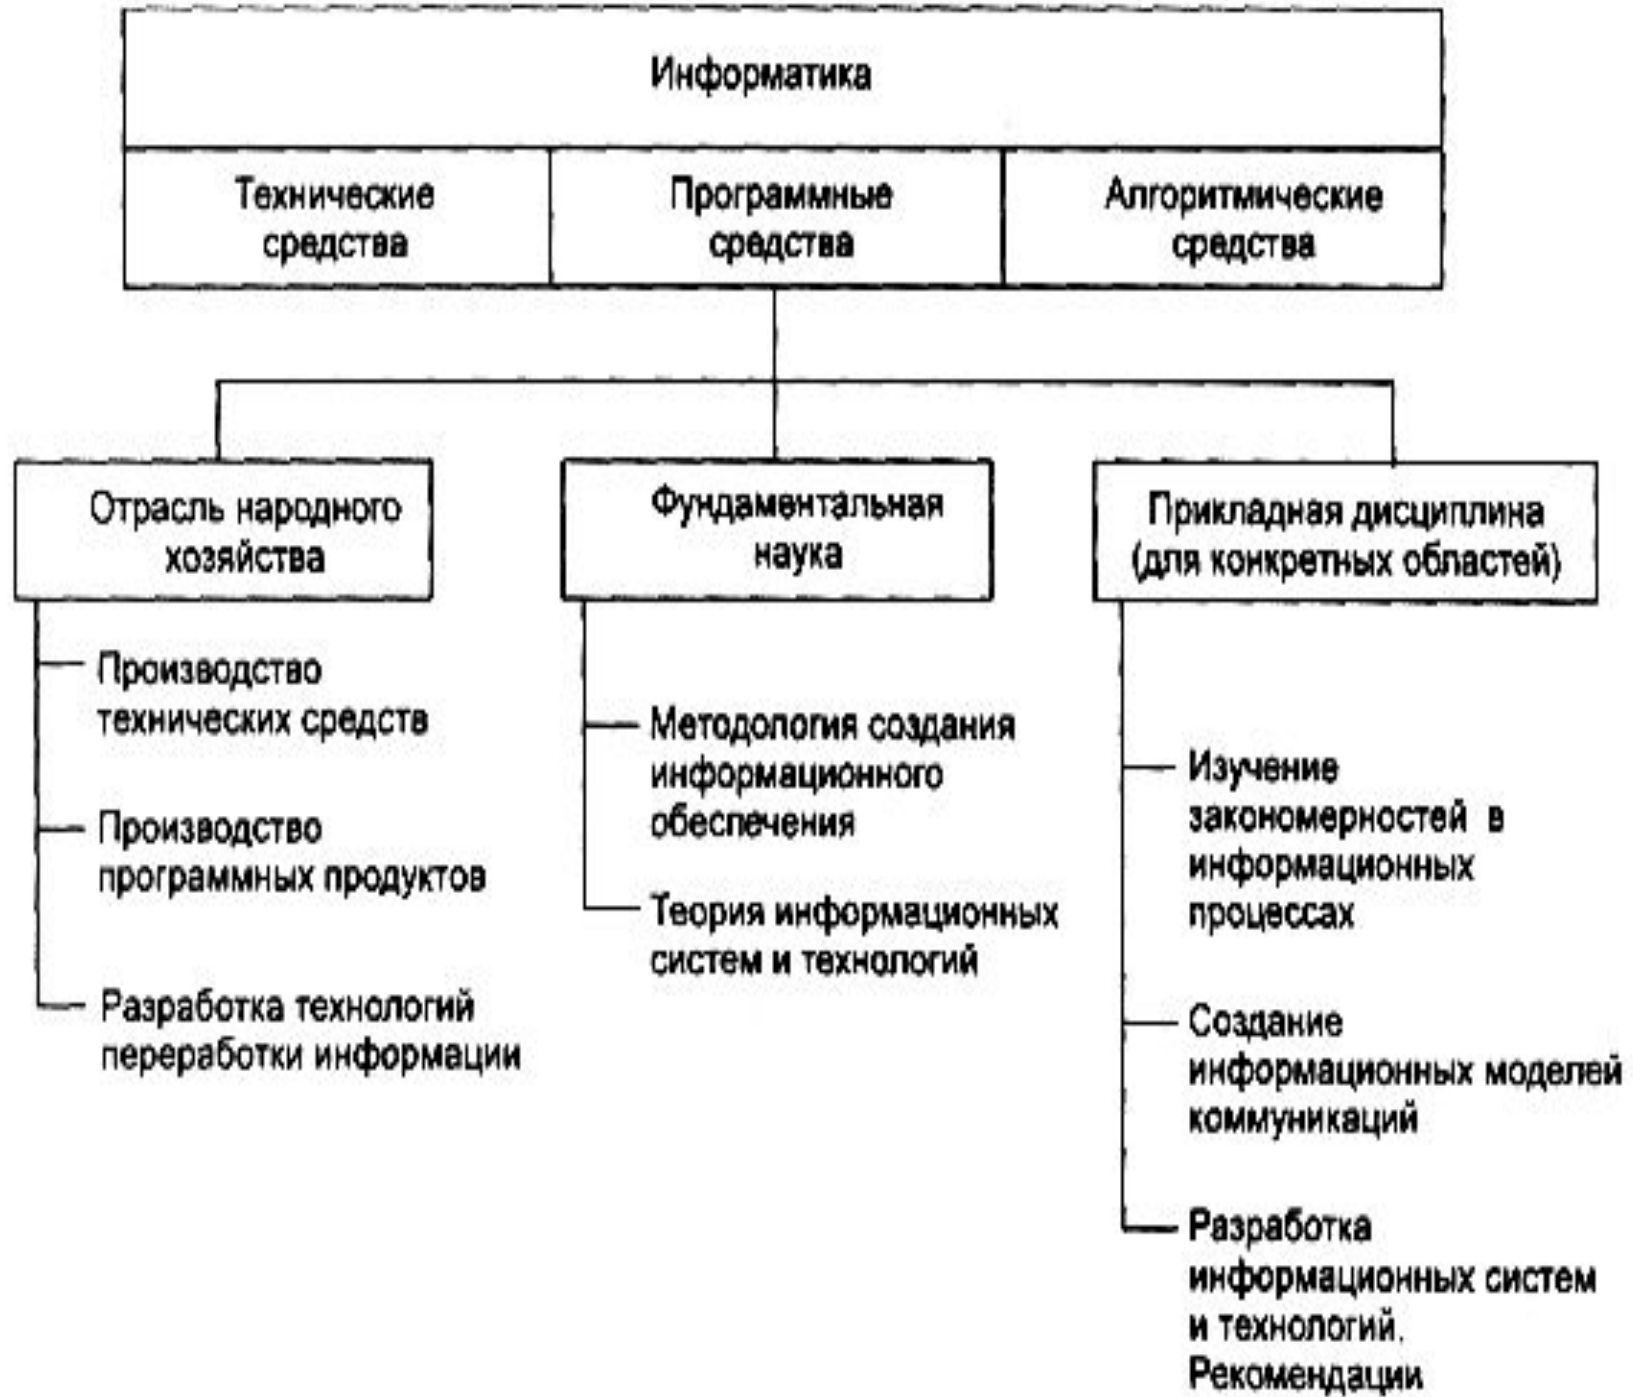 Информатика
Технические
средства
Программные
средства
Алгоритмические
средства
Отрасль народного
хозяйства
Производство
технических средств
Производство
программных продуктов
Разработка технологий
переработки информации
Фундаментальная
наука
Методология создания
информационного
обеспечения
Теория информационных
систем и технологий
Прикладная дисциплина
(для конкретных областей)
Изучение
закономерностей в
информационных
процессах
Создание
информационных моделей
коммуникаций
Разработка
информационных систем
и технологий.
Рекомендации